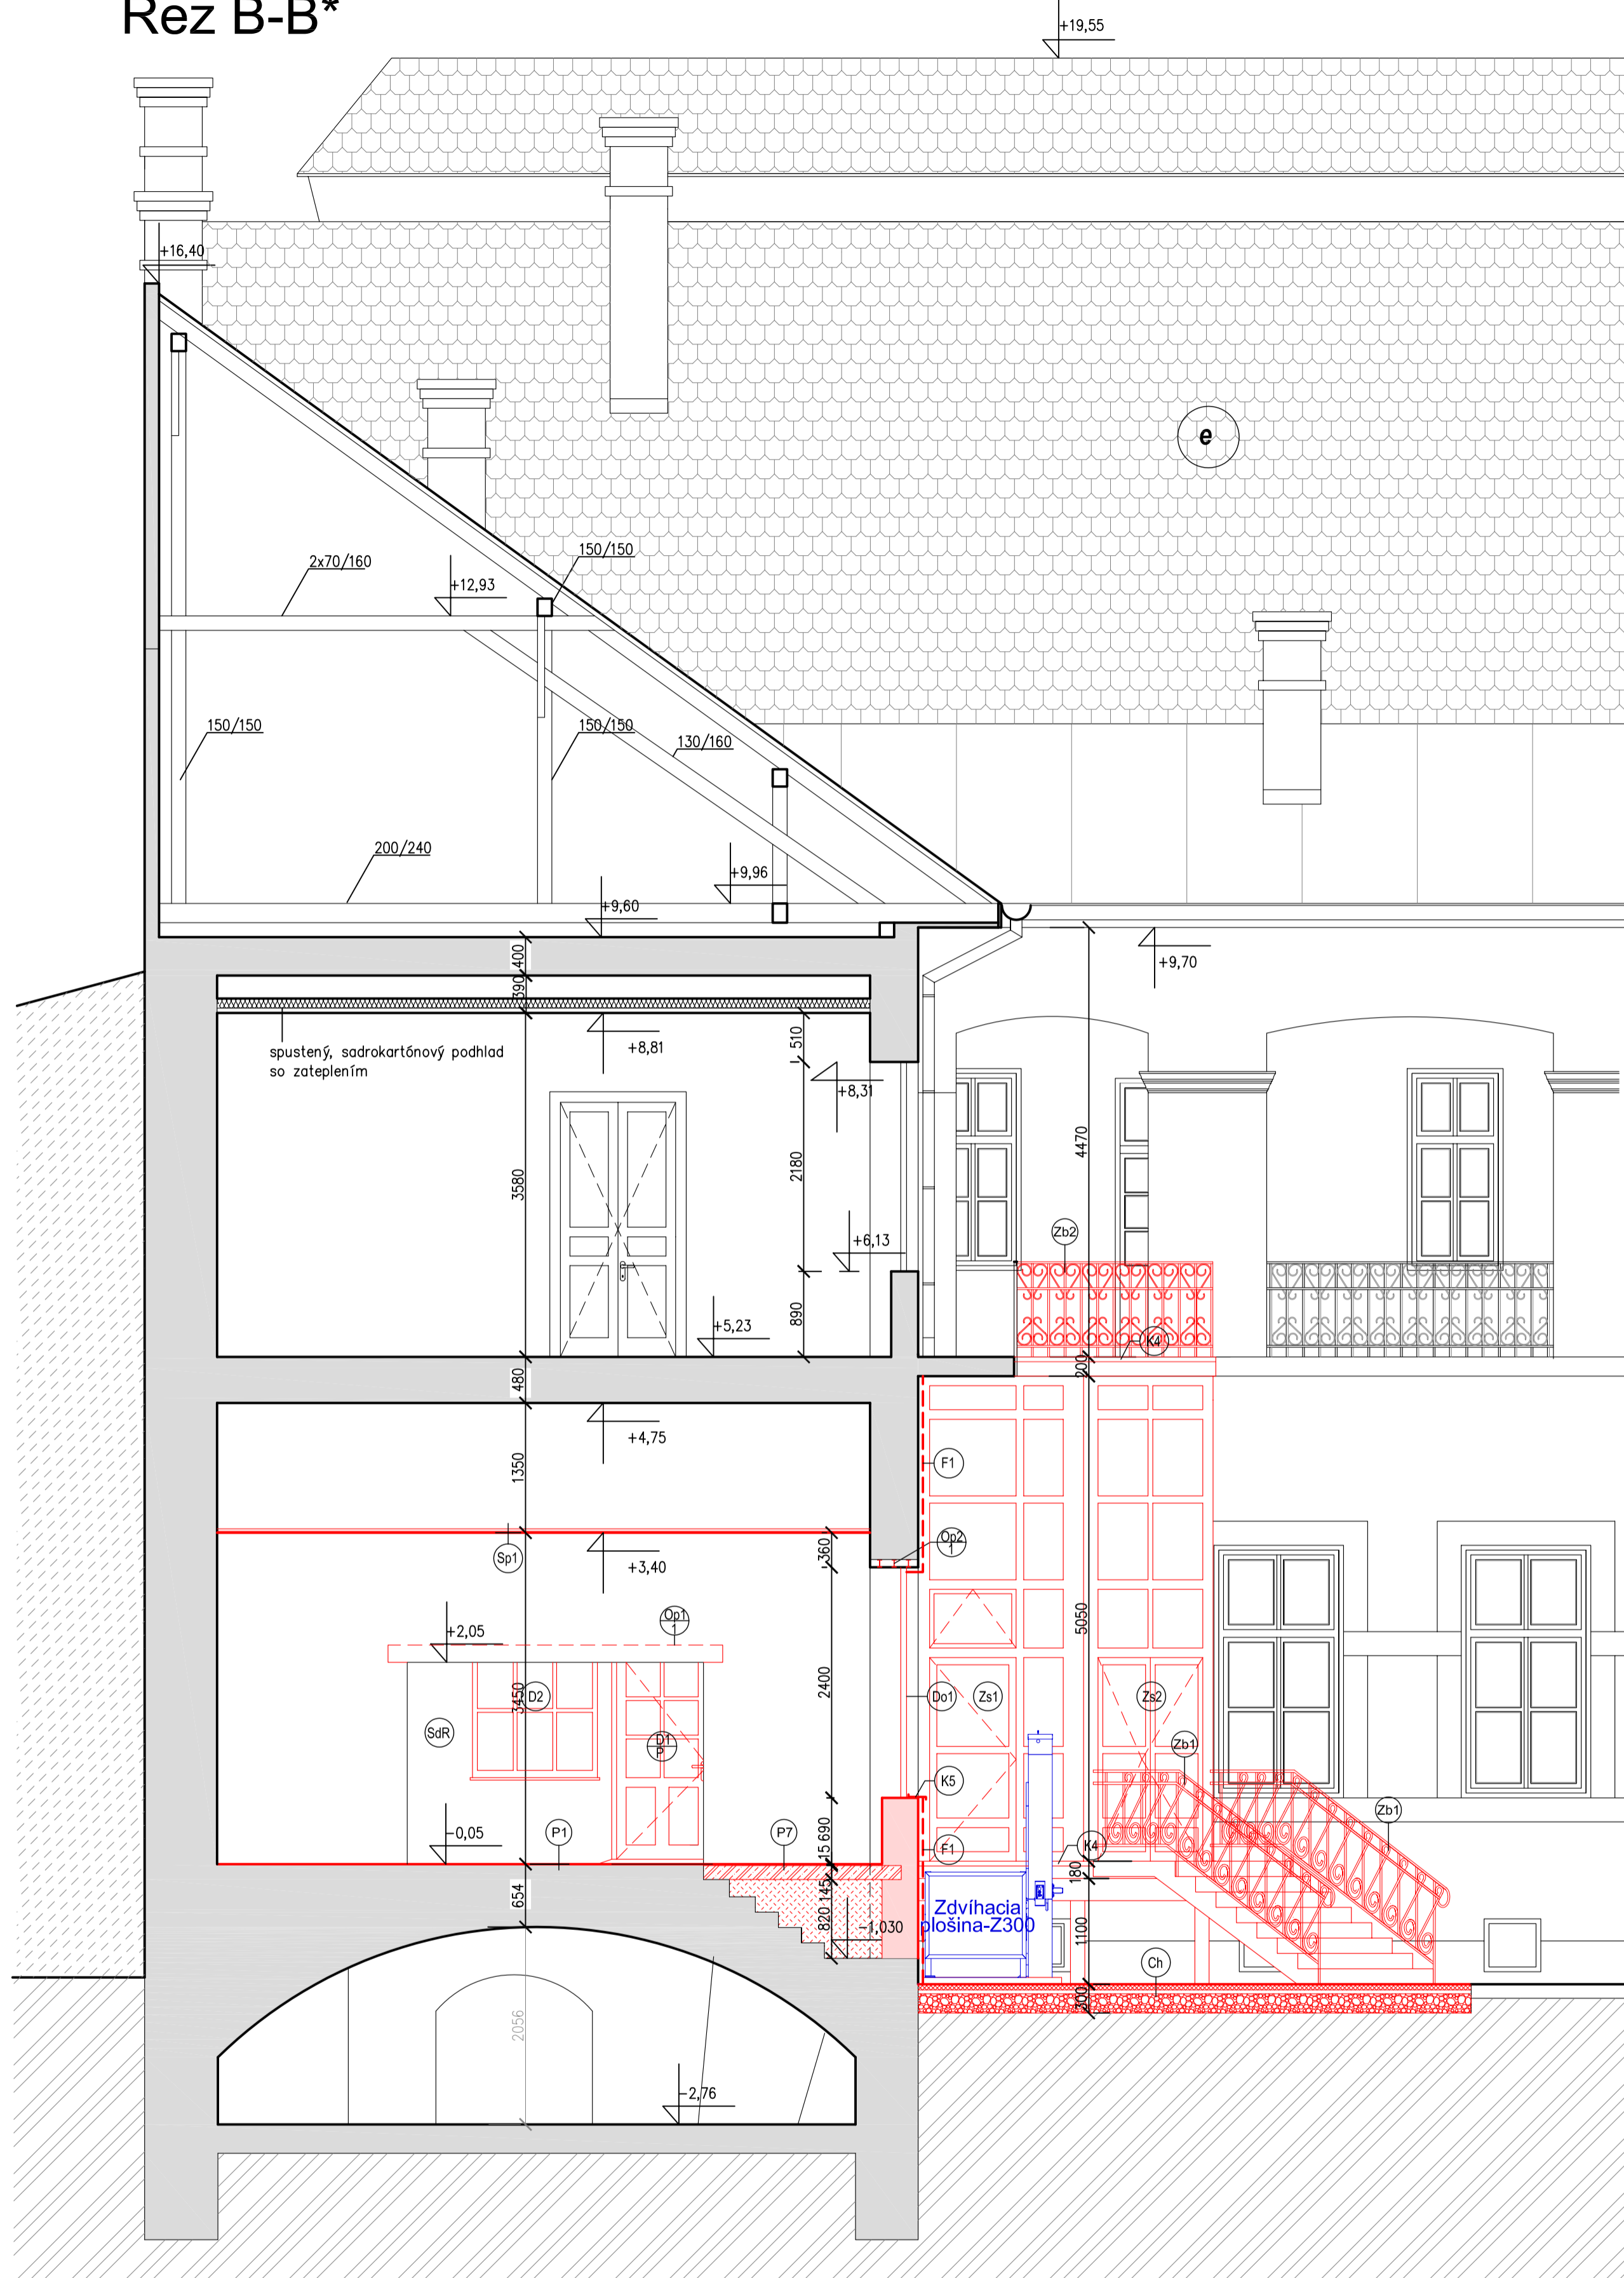 Rez B-B*
+19,55
+16,40
e
150/150
2x70/160
+12,93
150/150
150/150
130/160
200/240
+9,96
+9,60
400
+9,70
390
510
+8,81
spustený, sadrokartónový podhlad
so zateplením
+8,31
4470
3580
2180
Zb2
+6,13
890
+5,23
K4
200
480
+4,75
1350
F1
Op2
1
360
Sp1
+3,40
Op1
1
+2,05
5050
2400
3450
D2
Do1
Zs1
Zs2
SdR
D1
P
Zb1
K5
Zb1
-0,05
P1
P7
15 690
F1
K4
180
654
820 145
Zdvíhacia
plošina-Z300
-1,030
1100
Ch
300
2056
-2,76